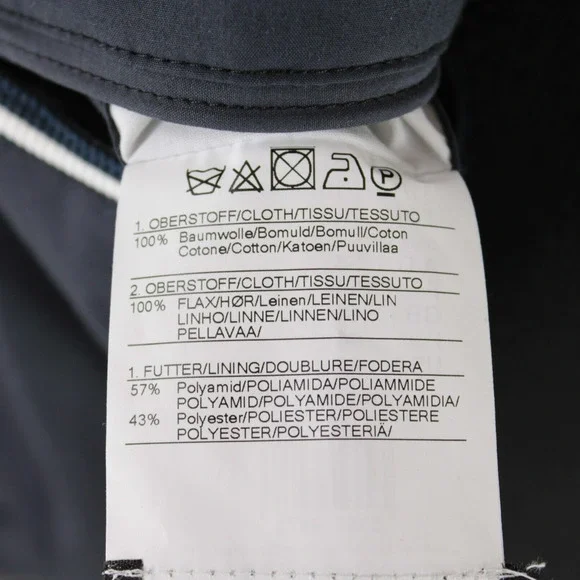 P
1. OBERSTOFF/CLOTH/TISSU/TESSUTO
100% Baumwolle/Bomuld/Bomull/Coton
Cotone/Cotton/Katoen/Puuvillaa
2. OBERSTOFF/CLOTH/TISSU/TESSUTO
100% FLAX/HØR/Leinen/LEINEN/LIN
LINHO/LINNE/LINNEN/LINO
PELLAVAA/
1. FUTTER/LINING/DOUBLURE/FODERA
57% Polyamid/POLIAMIDA/POLIAMMIDE
POLYAMID/POLYAMIDE/POLYAMIDIA/
43% Polyester/POLIESTER/POLIESTERE
POLYESTER/POLYESTERIÄ/